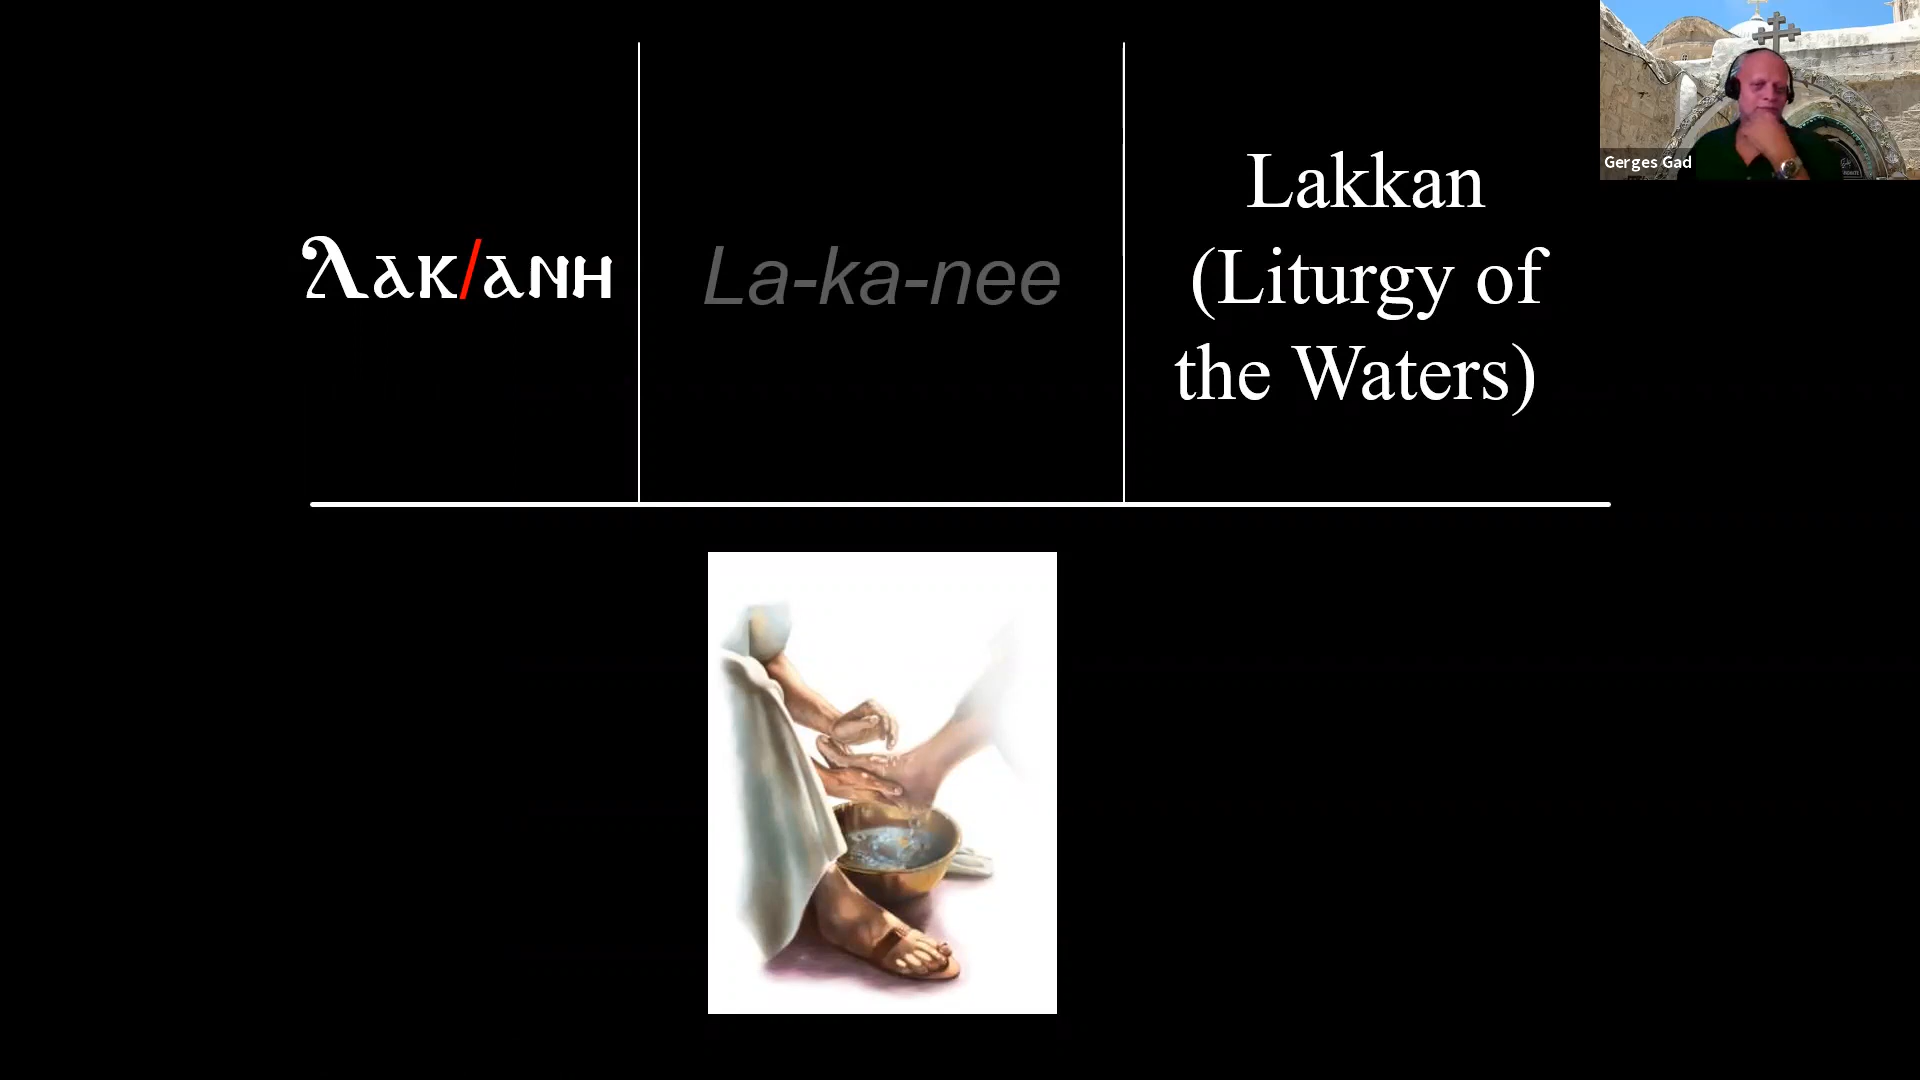 Ⲗⲁⲕ/ⲁⲛⲏ
La-ka-nee
Lakkan
(Liturgy of
the Waters)
Gerges Gad